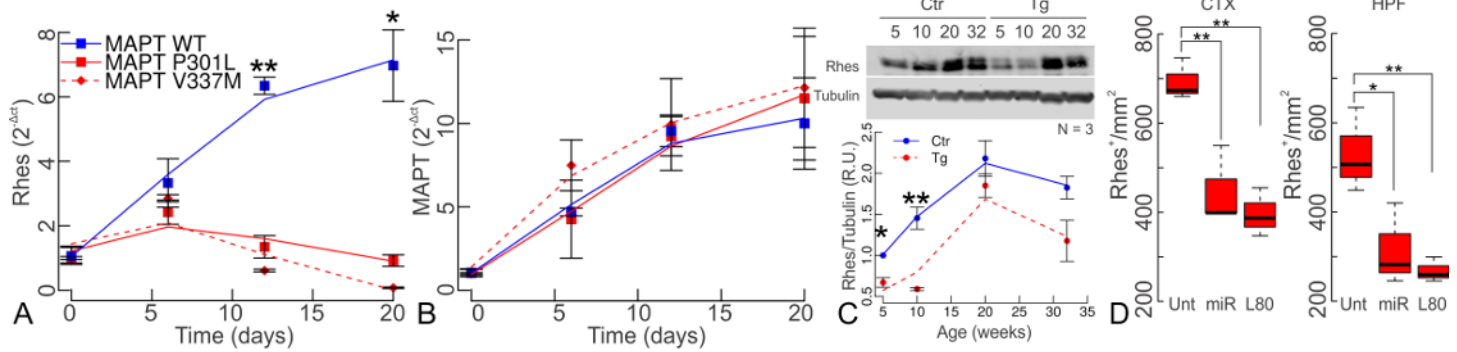 A
Rhes (2^-Δct)
8
6
4
2
0
MAPT WT
MAPT P301L
MAPT V337M
**
*
0 5 10 15 20
Time (days)
B
MAPT (2^-Δct)
15
10
5
0
0 5 10 15 20
Time (days)
C
Ctr Tg
5 10 20 32 5 10 20 32
Rhes
Tubulin
N = 3
Rhes/Tubulin (R.U.)
2.5
2.0
1.5
1.0
0.5
Ctr
Tg
*
**
5 10 15 20 25 30 35
Age (weeks)
D
CTX
Rhes⁺/mm²
800
600
400
200
**
**
Unt miR L80
HPF
Rhes⁺/mm²
800
600
400
200
**
*
Unt miR L80